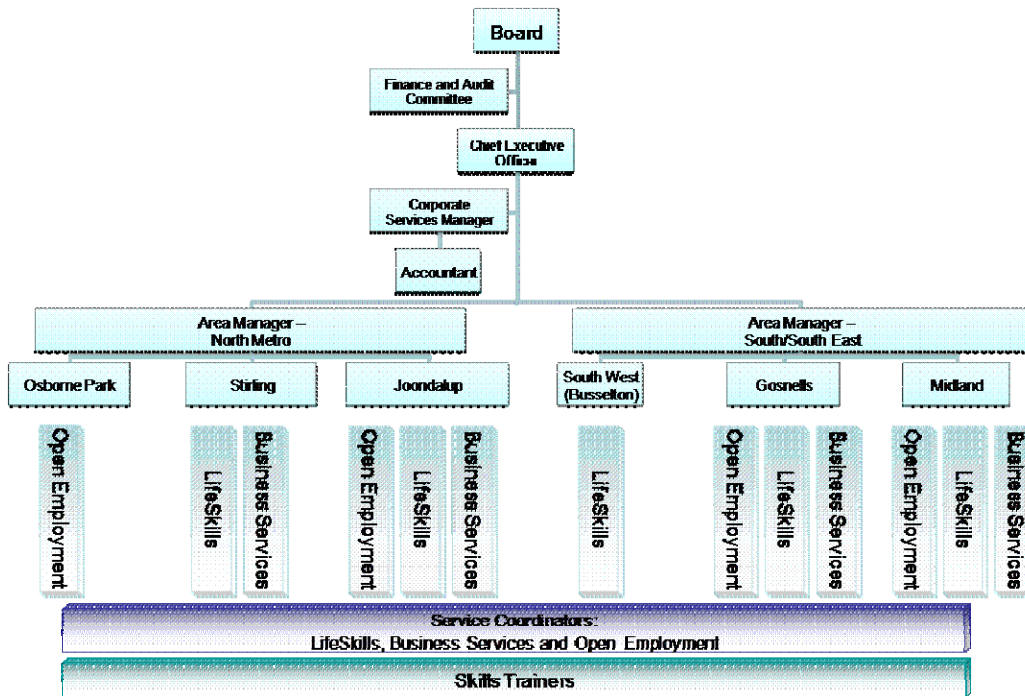 Board
Finance and Audit
Committee
Chief Executive
Officer
Corporate
Services Manager
Accountant
Area Manager –
North Metro
Area Manager –
South/South East
Osborne Park
Stirling
Joondalup
South West
(Busselton)
Gosnells
Midland
Open Employment
LifeSkills
Business Services
Open Employment
LifeSkills
Business Services
LifeSkills
Open Employment
LifeSkills
Business Services
Open Employment
LifeSkills
Business Services
Service Coordinators:
LifeSkills, Business Services and Open Employment
Skills Trainers